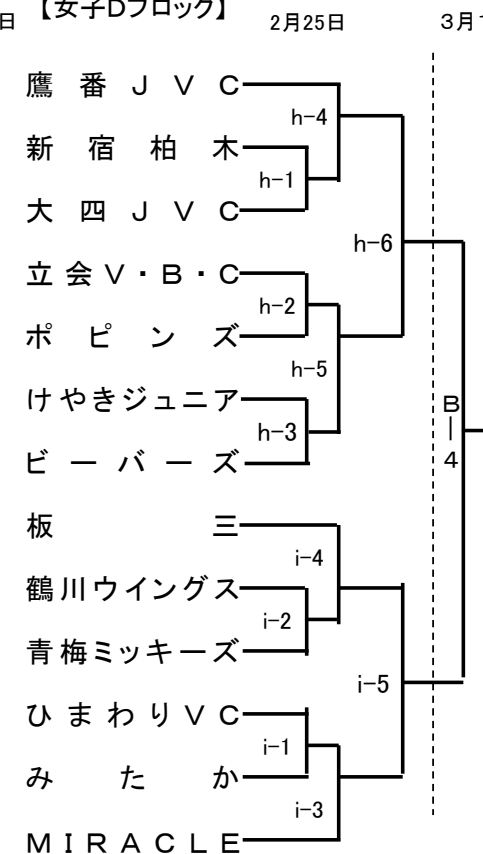 日 【女子Dブロック】 2月25日 3月1
鷹番JVC
h-4
新宿柏木
h-1
大四JVC
h-6
立会V・B・C
h-2
ポピンズ
h-5
けやきジュニア
B-4
h-3
ビーバーズ
板三
i-4
鶴川ウイングス
i-2
青梅ミッキーズ
i-5
ひまわりVC
i-1
みたか
i-3
MIRACLE